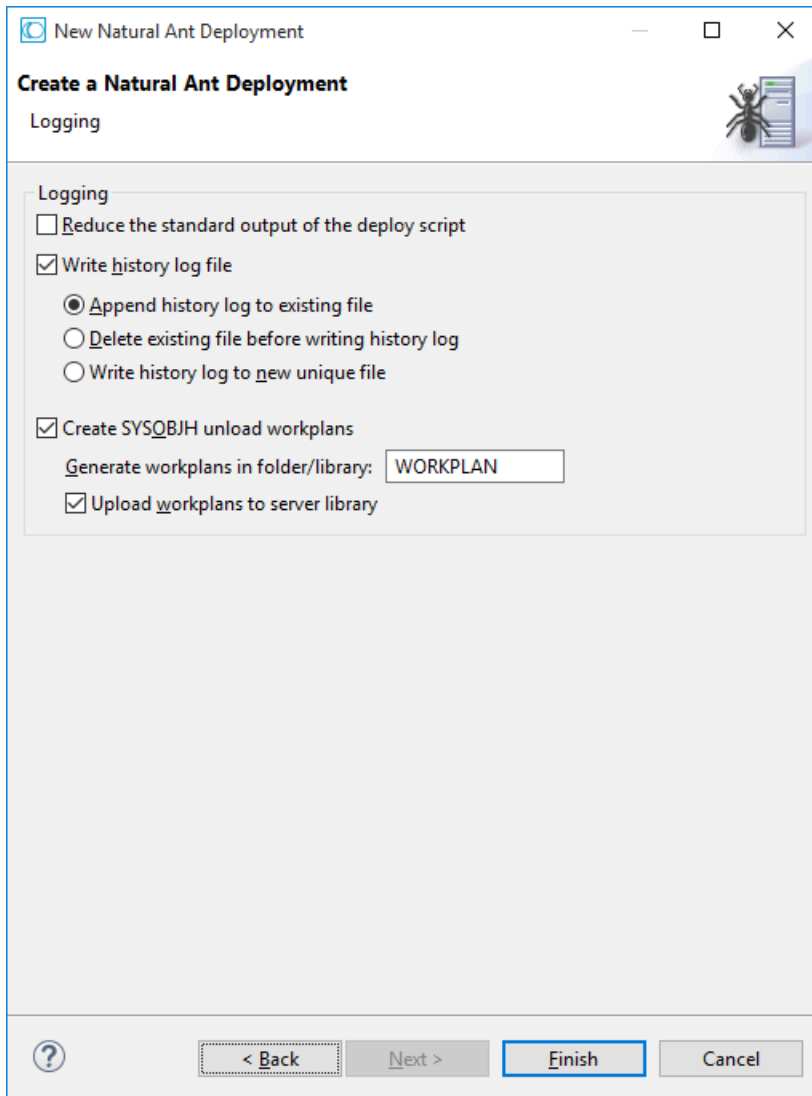 New Natural Ant Deployment
Create a Natural Ant Deployment
Logging
Logging
Reduce the standard output of the deploy script
Write history log file
Append history log to existing file
Delete existing file before writing history log
Write history log to new unique file
Create SYSOBJH unload workplans
Generate workplans in folder/library: WORKPLAN
Upload workplans to server library
? < Back Next > Finish Cancel